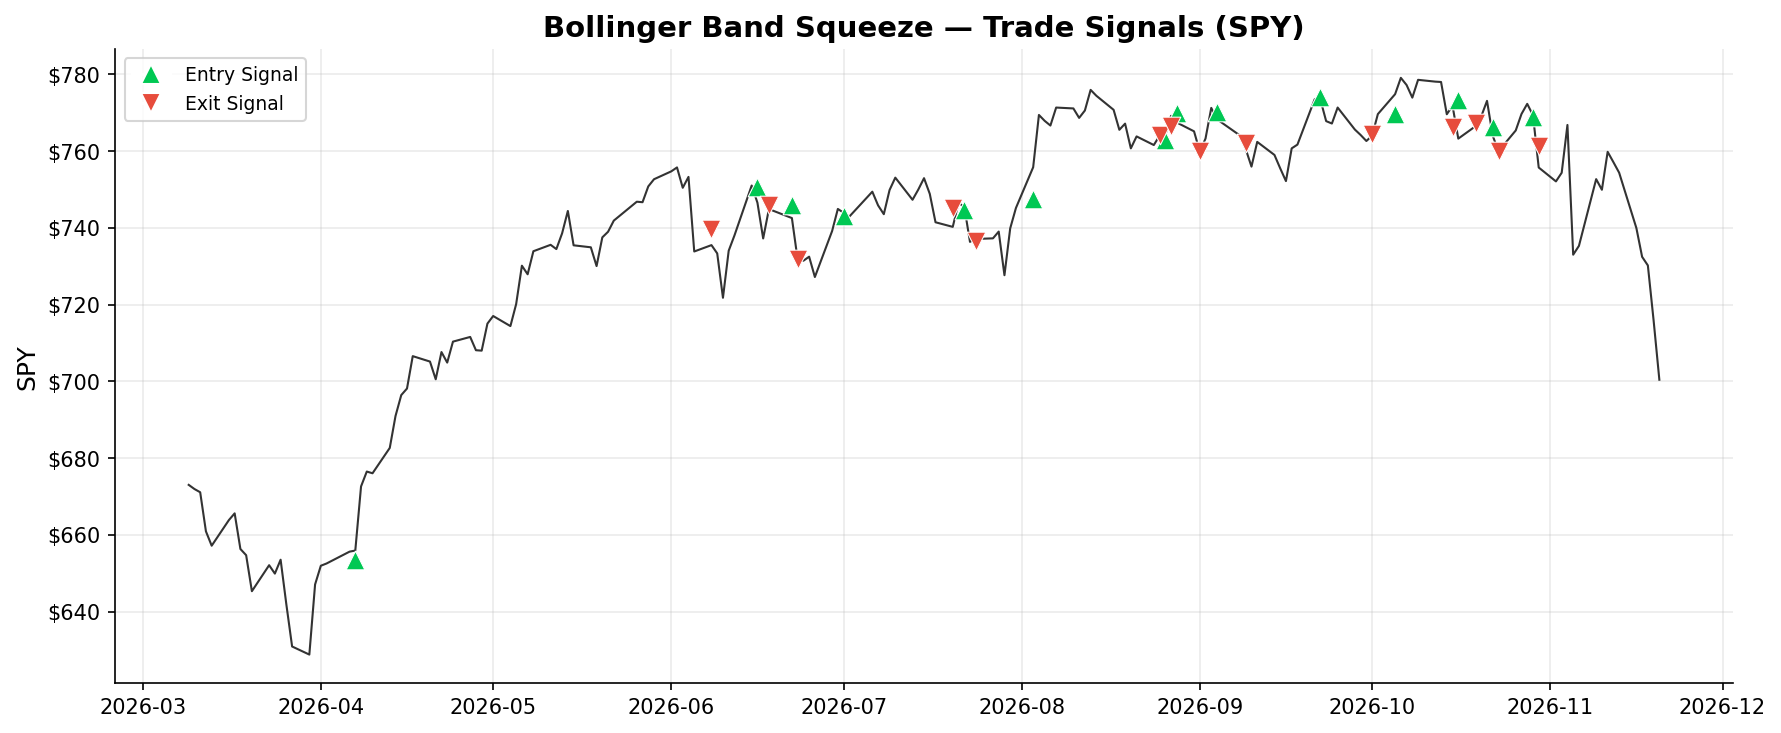 Bollinger Band Squeeze — Trade Signals (SPY)
Entry Signal
Exit Signal
$780
$760
$740
$720
$700
$680
$660
$640
SPY
2026-03 2026-04 2026-05 2026-06 2026-07 2026-08 2026-09 2026-10 2026-11 2026-12